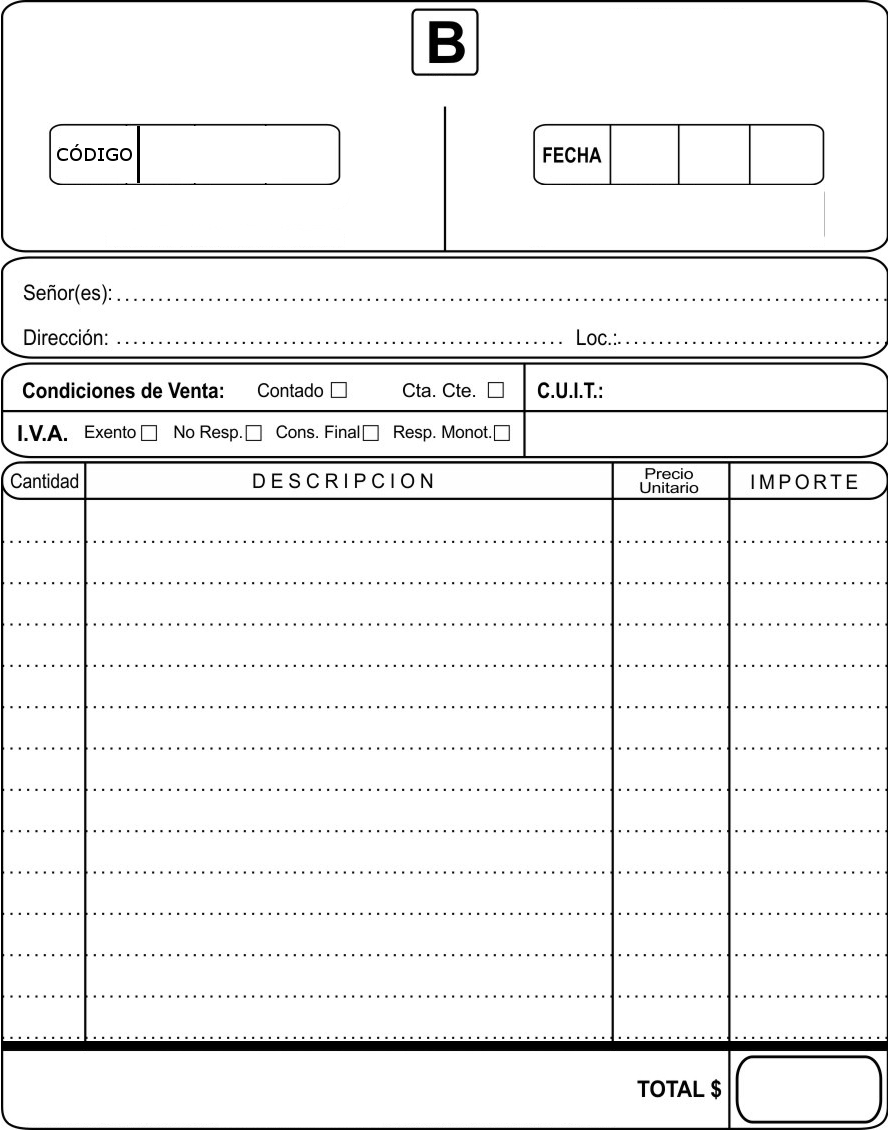 B
CÓDIGO
FECHA
Señor(es):
Dirección: Loc.:
Condiciones de Venta: Contado Cta. Cte. C.U.I.T.:
I.V.A. Exento No Resp. Cons. Final Resp. Monot.
Cantidad DESCRIPCION Precio Unitario IMPORTE
TOTAL $